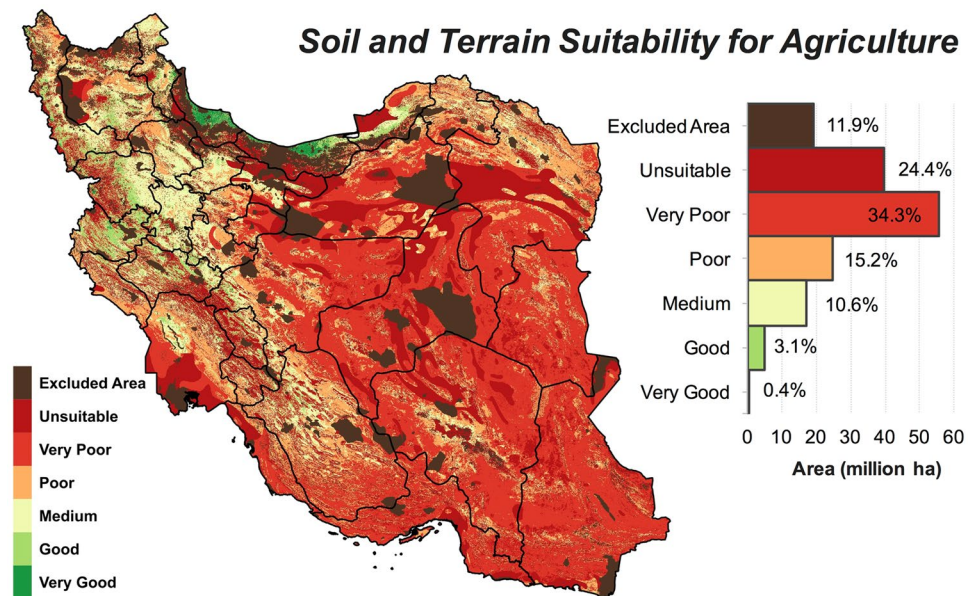 Soil and Terrain Suitability for Agriculture
Excluded Area
11.9%
Unsuitable
24.4%
Very Poor
34.3%
Poor
15.2%
Medium
10.6%
Good
3.1%
Very Good
0.4%
0 10 20 30 40 50 60
Area (million ha)
Excluded Area
Unsuitable
Very Poor
Poor
Medium
Good
Very Good